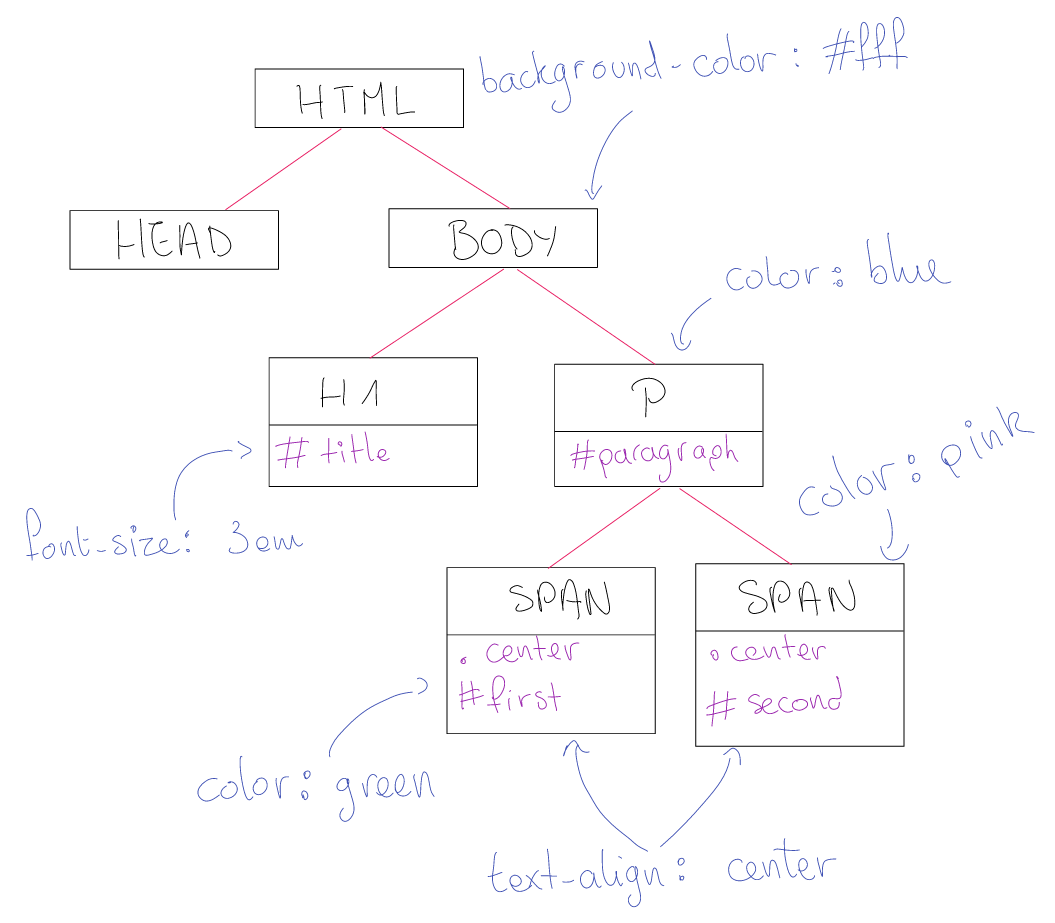 background-color: #fff
HTML
HEAD
BODY
color: blue
H1
P
#title
#paragraph
color: pink
font-size: 3em
SPAN
SPAN
.center
.center
#first
#second
color: green
text-align: center